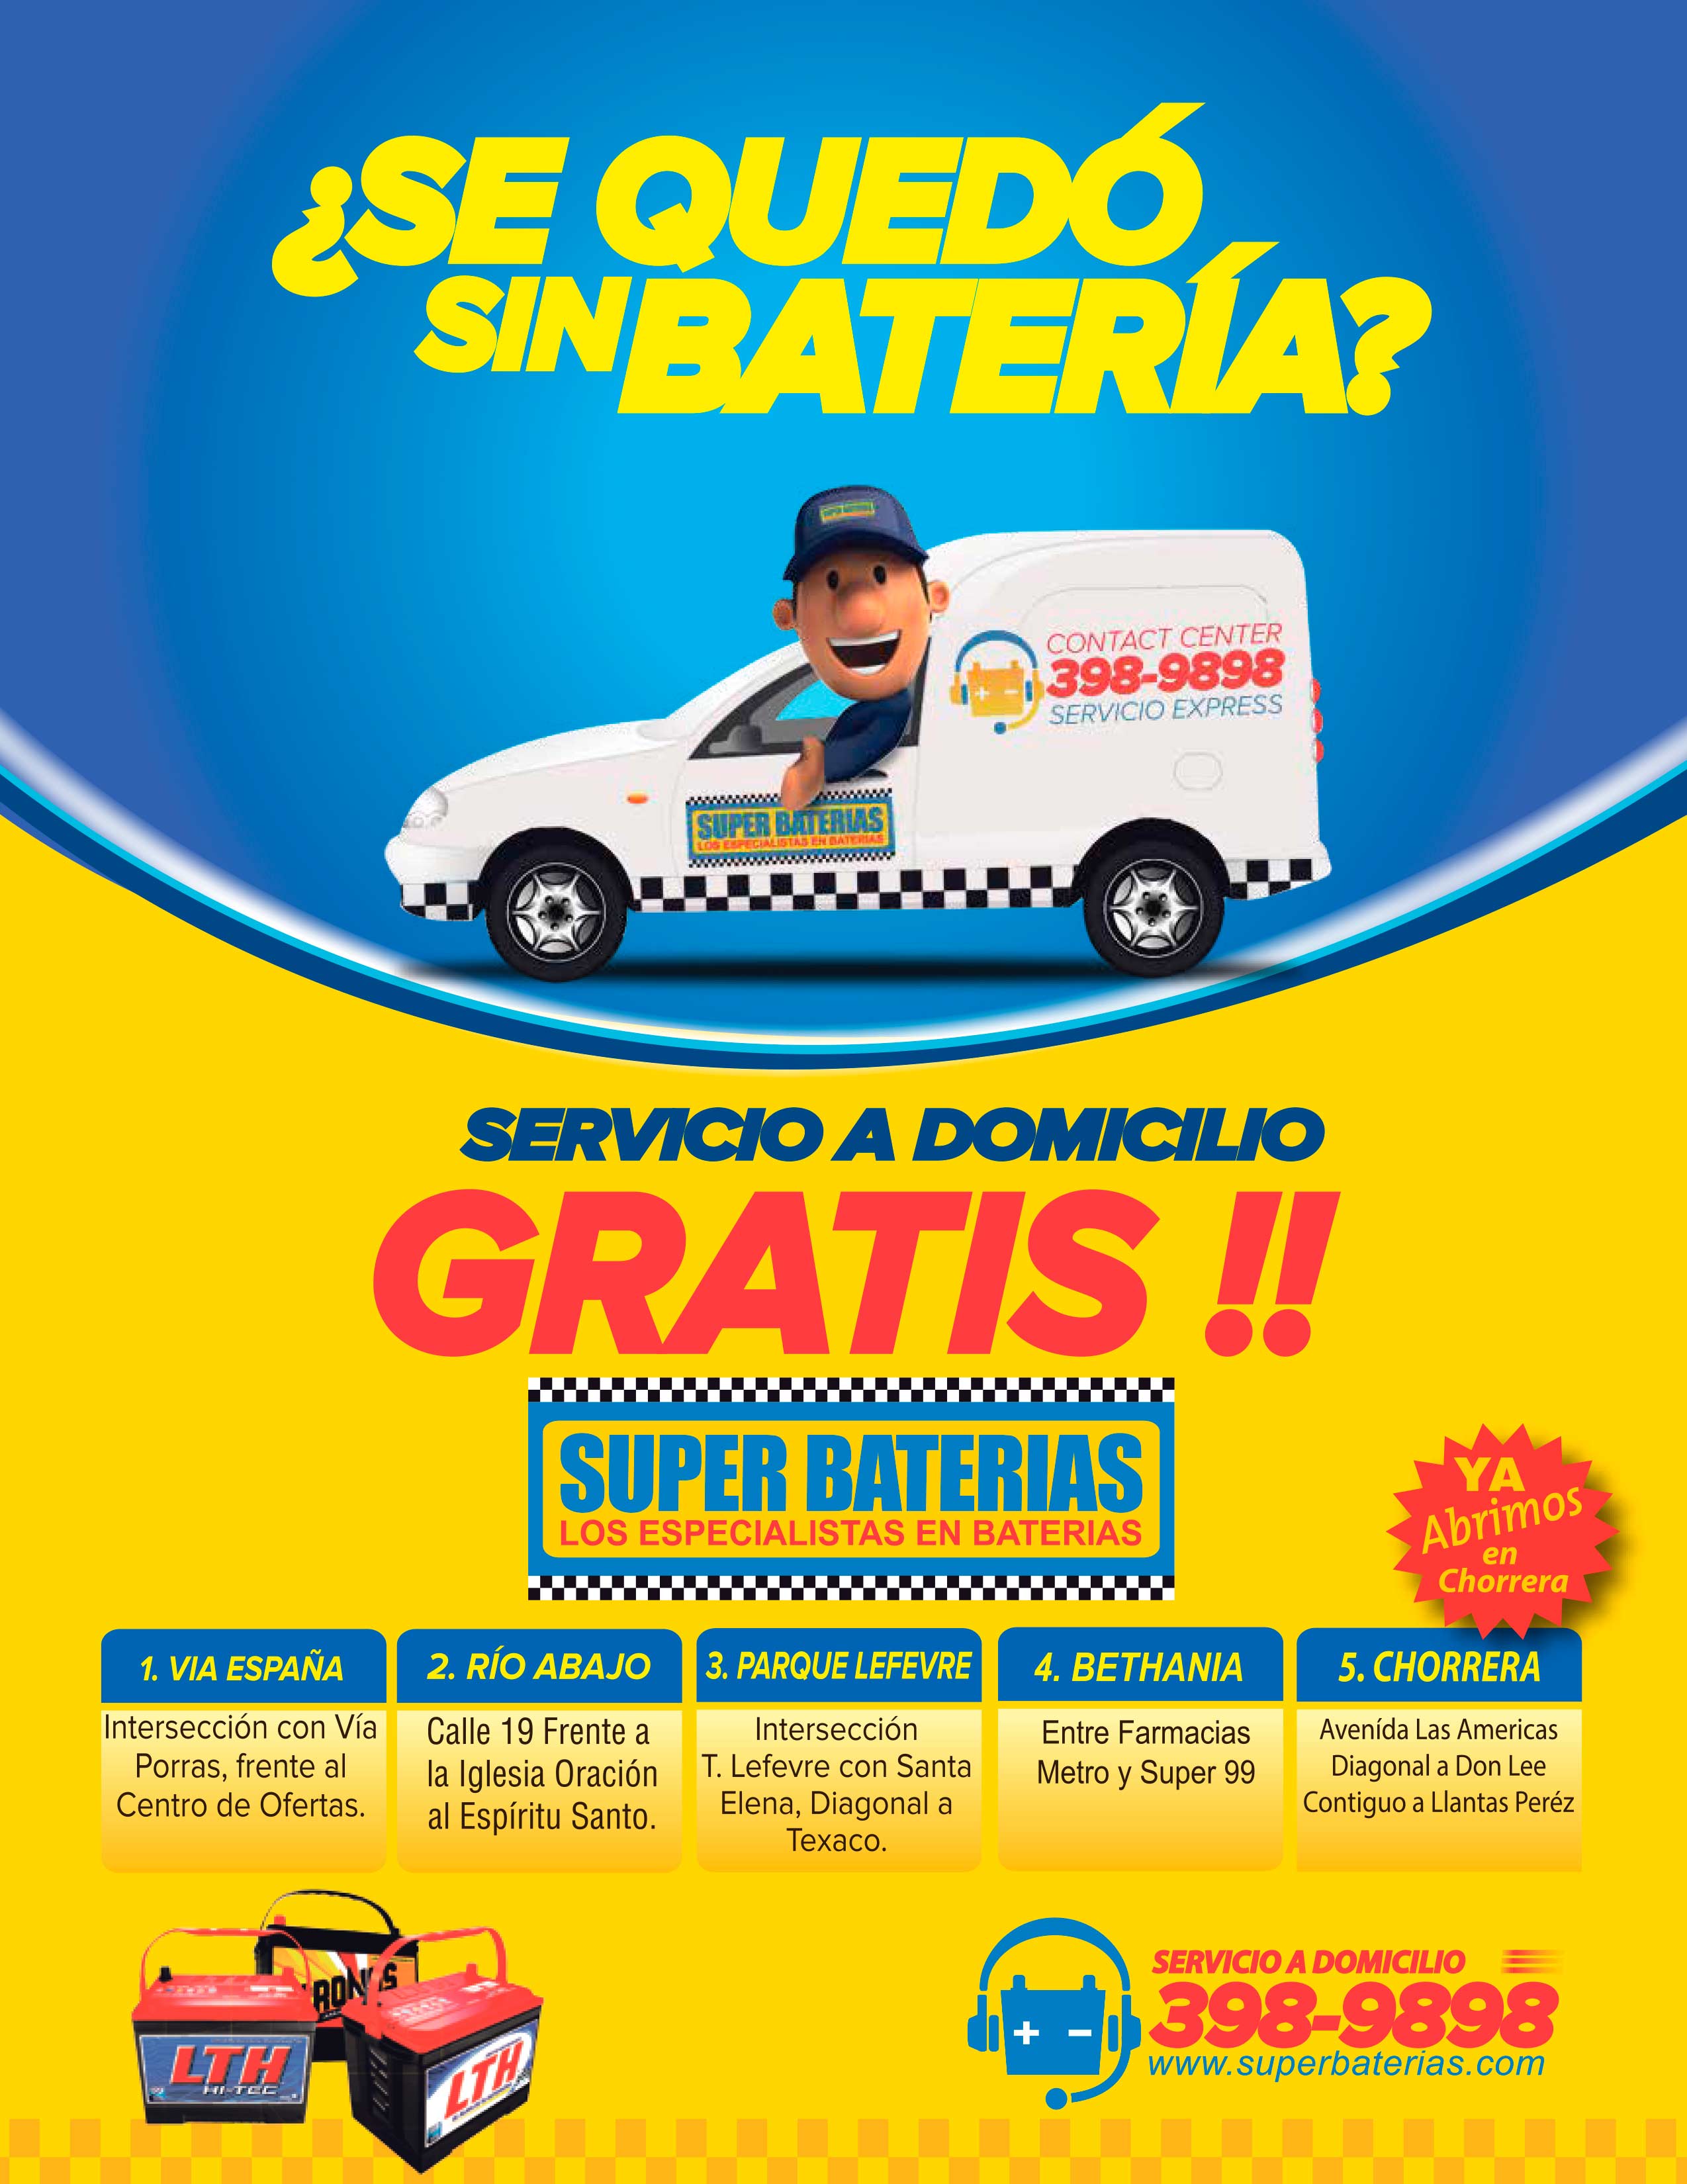 ¿SE QUEDÓ
SIN BATERÍA?
SUPER BATERIAS
CONTACT CENTER
398-9898
SERVICIO EXPRESS
SUPER BATERIAS
LOS ESPECIALISTAS EN BATERIAS
SERVICIO A DOMICILIO
GRATIS !!
SUPER BATERIAS
LOS ESPECIALISTAS EN BATERIAS
YA
Abrimos
en
Chorrera
1. VIA ESPAÑA
Intersección con Vía
Porras, frente al
Centro de Ofertas.
2. RÍO ABAJO
Calle 19 Frente a
la Iglesia Oración
al Espíritu Santo.
3. PARQUE LEFEVRE
Intersección
T. Lefevre con Santa
Elena, Diagonal a
Texaco.
4. BETHANIA
Entre Farmacias
Metro y Super 99
5. CHORRERA
Avenída Las Americas
Diagonal a Don Lee
Contiguo a Llantas Peréz
LTH
HI-TEC
LTH
SERVICIO A DOMICILIO
398-9898
www.superbaterias.com